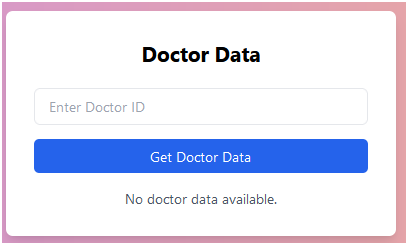 Doctor Data
Enter Doctor ID
Get Doctor Data
No doctor data available.